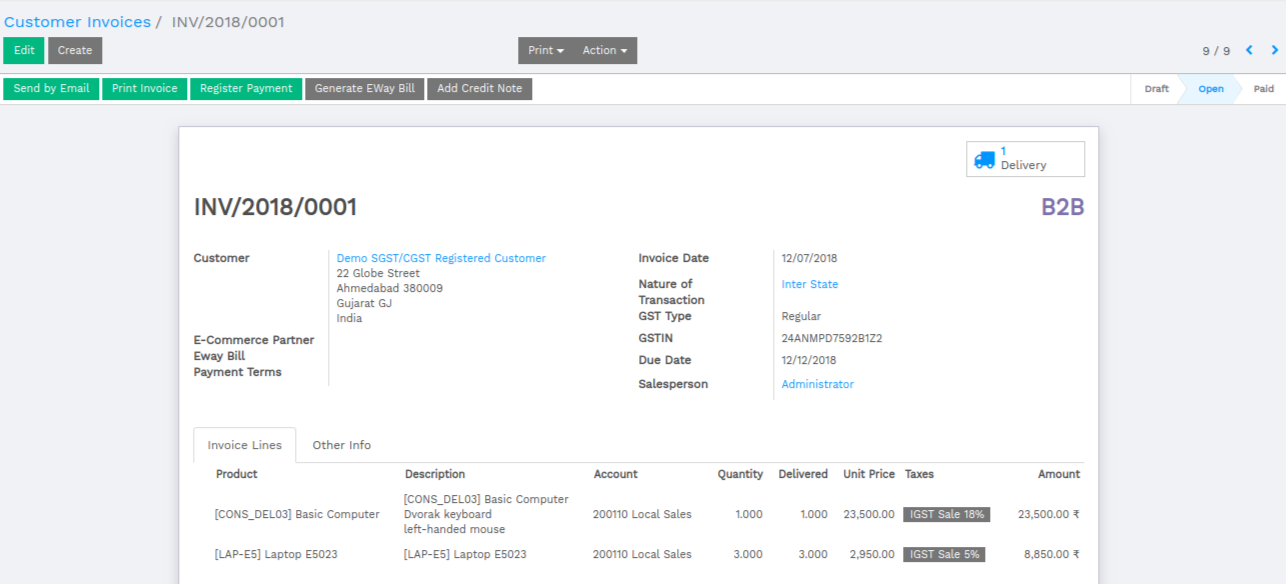 Customer Invoices / INV/2018/0001
Edit Create Print Action 9 / 9
Send by Email Print Invoice Register Payment Generate EWay Bill Add Credit Note Draft Open Paid
1
Delivery
INV/2018/0001 B2B
Customer Demo SGST/CGST Registered Customer
22 Globe Street
Ahmedabad 380009
Gujarat GJ
India
E-Commerce Partner
Eway Bill
Payment Terms
Invoice Date 12/07/2018
Nature of
Transaction
Inter State
GST Type Regular
GSTIN 24ANMPD7592B1Z2
Due Date 12/12/2018
Salesperson Administrator
Invoice Lines Other Info
Product Description Account Quantity Delivered Unit Price Taxes Amount
[CONS_DEL03] Basic Computer
[CONS_DEL03] Basic Computer
Dvorak keyboard
left-handed mouse
200110 Local Sales 1.000 1.000 23,500.00 IGST Sale 18% 23,500.00 ₹
[LAP-E5] Laptop E5023 [LAP-E5] Laptop E5023 200110 Local Sales 3.000 3.000 2,950.00 IGST Sale 5% 8,850.00 ₹